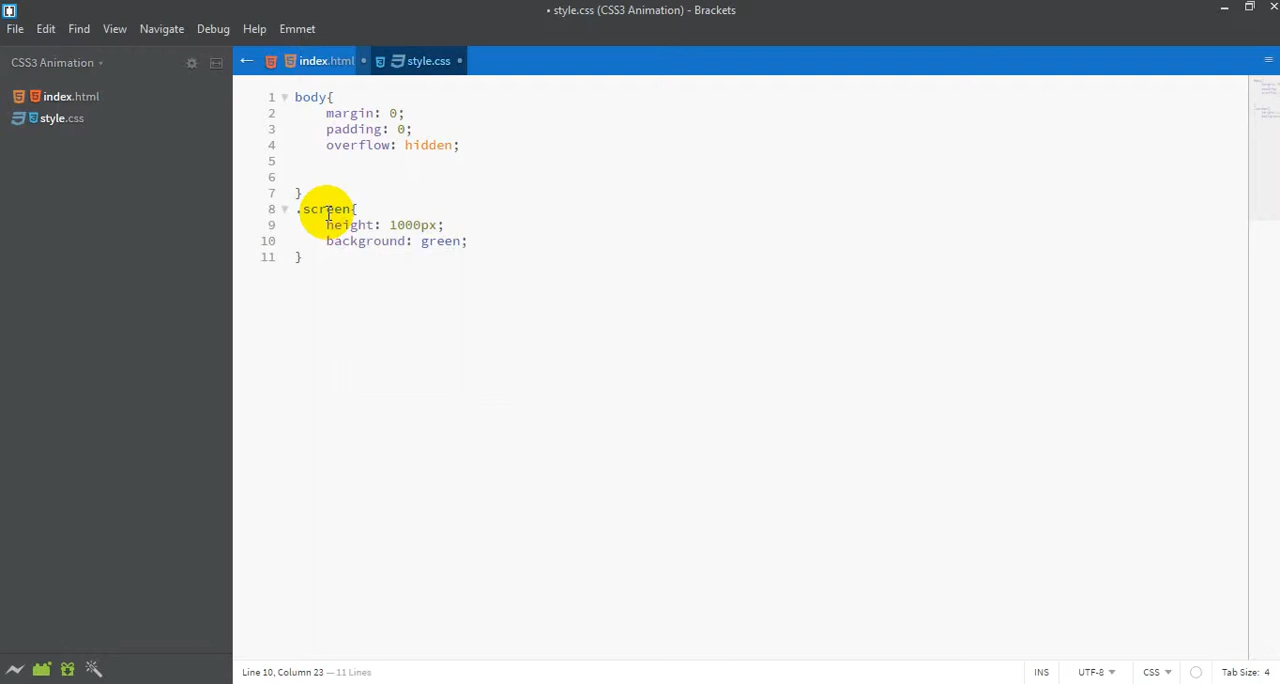 • style.css (CSS3 Animation) - Brackets
File Edit Find View Navigate Debug Help Emmet
CSS3 Animation
index.html • style.css •
index.html
style.css
1 body{
2 margin: 0;
3 padding: 0;
4 overflow: hidden;
5
6
7 }
8 .screen{
9 height: 1000px;
10 background: green;
11 }
Line 10, Column 23 — 11 Lines
INS UTF-8 CSS Tab Size: 4